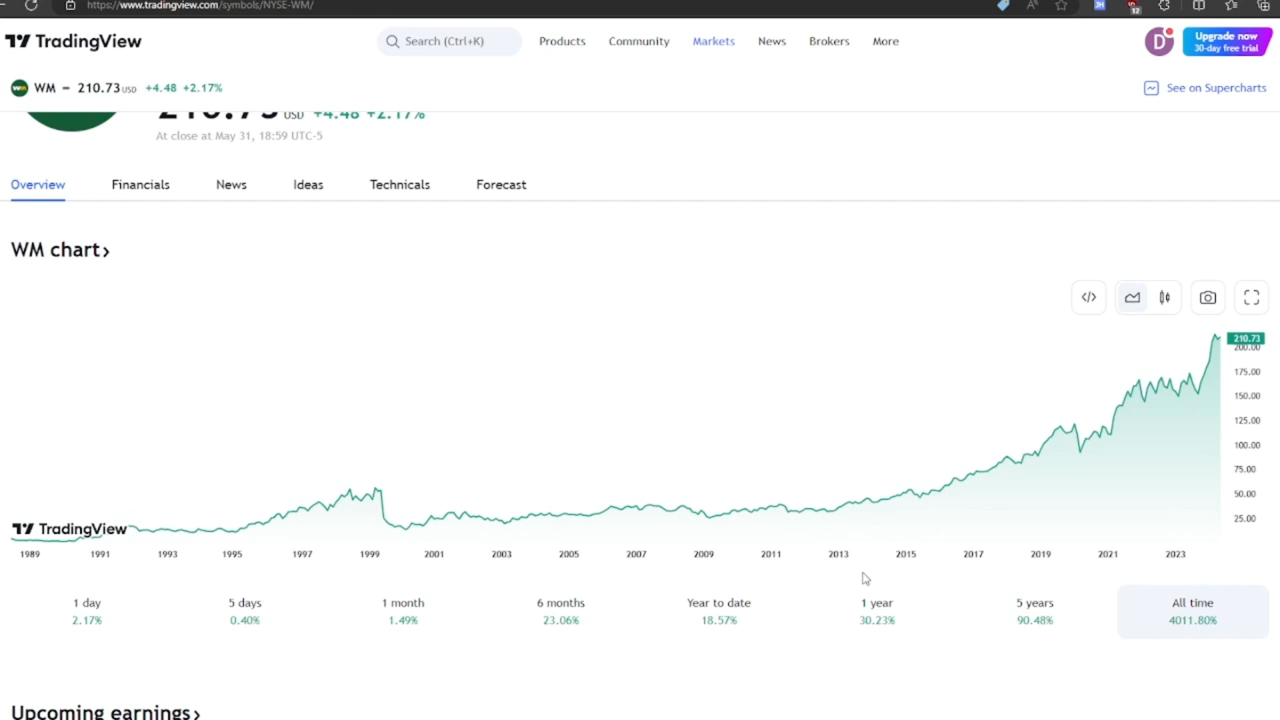 https://www.tradingview.com/symbols/NYSE-WM/
12
TradingView
Search (Ctrl+K)
Products
Community
Markets
News
Brokers
More
D
Upgrade now
30-day free trial
WM
WM – 210.73 USD +4.48 +2.17%
See on Supercharts
210.73 USD +4.48 +2.17%
At close at May 31, 18:59 UTC-5
Overview
Financials
News
Ideas
Technicals
Forecast
WM chart ›
</>
210.73
200.00
175.00
150.00
125.00
100.00
75.00
50.00
25.00
TradingView
1989 1991 1993 1995 1997 1999 2001 2003 2005 2007 2009 2011 2013 2015 2017 2019 2021 2023
1 day
2.17%
5 days
0.40%
1 month
1.49%
6 months
23.06%
Year to date
18.57%
1 year
30.23%
5 years
90.48%
All time
4011.80%
Upcoming earnings ›